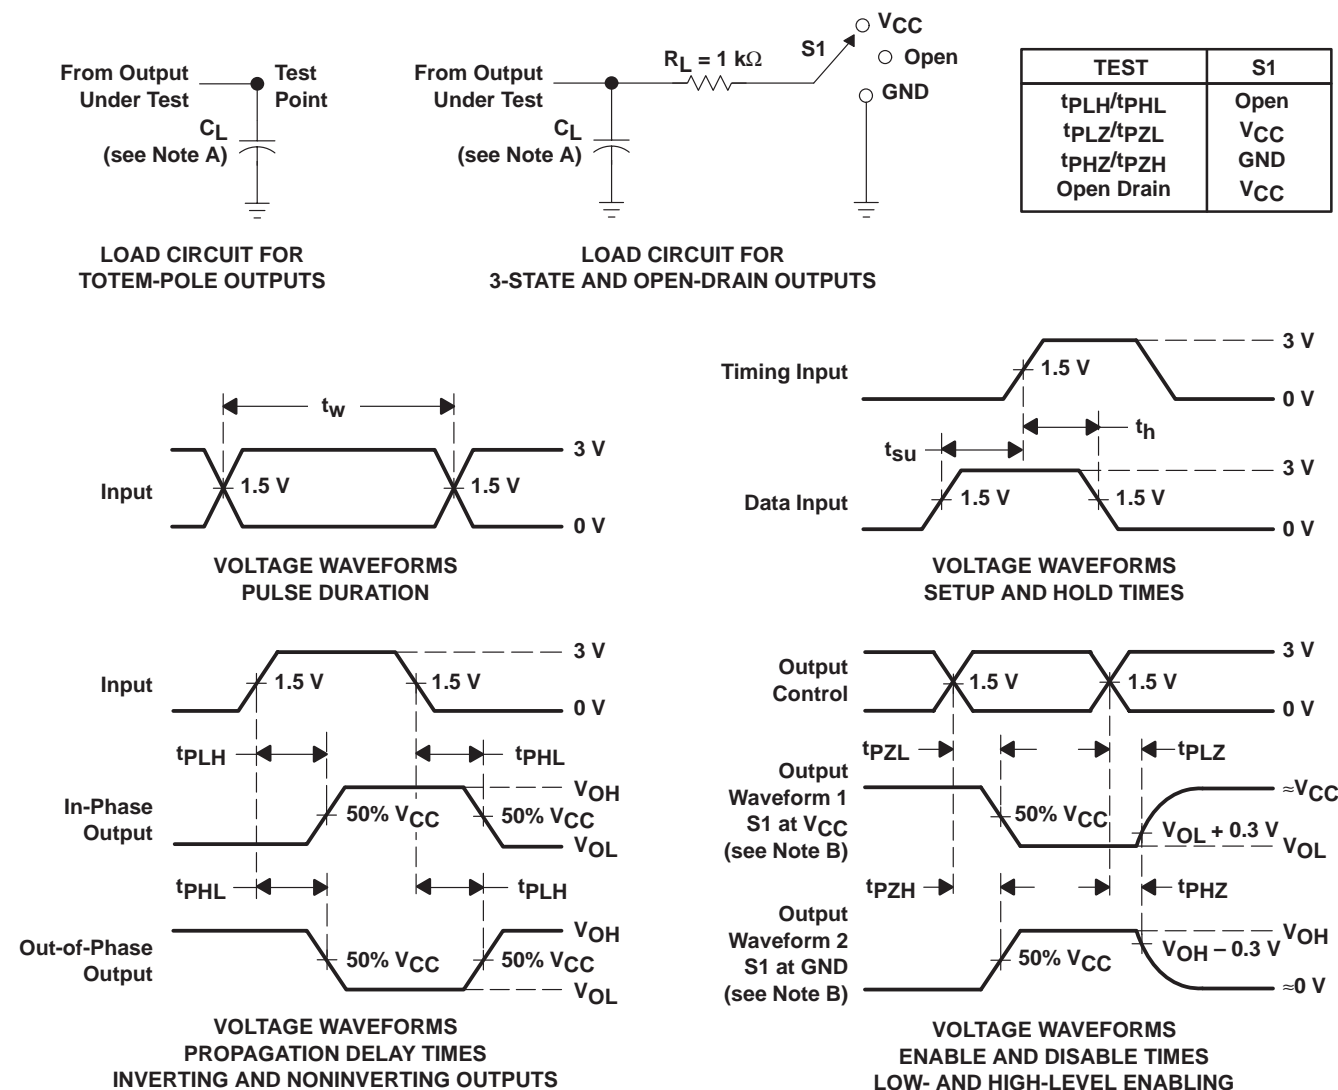 From Output
Under Test
Test
Point
CL
(see Note A)
LOAD CIRCUIT FOR
TOTEM-POLE OUTPUTS
From Output
Under Test
CL
(see Note A)
RL = 1 kΩ
S1
VCC
Open
GND
LOAD CIRCUIT FOR
3-STATE AND OPEN-DRAIN OUTPUTS
TEST S1
tPLH/tPHL Open
tPLZ/tPZL VCC
tPHZ/tPZH GND
Open Drain VCC
tw
Input
1.5 V
1.5 V
3 V
0 V
VOLTAGE WAVEFORMS
PULSE DURATION
Timing Input
1.5 V
3 V
0 V
th
tsu
Data Input
1.5 V
1.5 V
3 V
0 V
VOLTAGE WAVEFORMS
SETUP AND HOLD TIMES
Input
1.5 V
1.5 V
3 V
0 V
tPLH
tPHL
In-Phase
Output
50% VCC
50% VCC
VOH
VOL
tPHL
tPLH
Out-of-Phase
Output
50% VCC
50% VCC
VOH
VOL
VOLTAGE WAVEFORMS
PROPAGATION DELAY TIMES
INVERTING AND NONINVERTING OUTPUTS
Output
Control
1.5 V
1.5 V
3 V
0 V
tPZL
tPLZ
Output
Waveform 1
S1 at VCC
(see Note B)
50% VCC
≈VCC
VOL + 0.3 V
VOL
tPZH
tPHZ
Output
Waveform 2
S1 at GND
(see Note B)
50% VCC
VOH
VOH – 0.3 V
≈0 V
VOLTAGE WAVEFORMS
ENABLE AND DISABLE TIMES
LOW- AND HIGH-LEVEL ENABLING